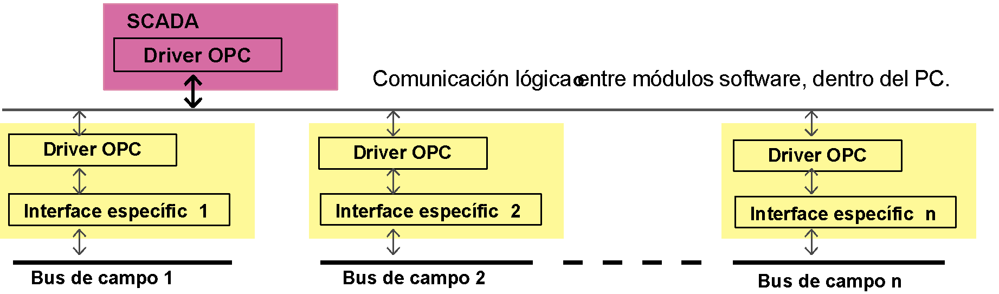 SCADA
Driver OPC
Comunicación lógica entre módulos software, dentro del PC.
Driver OPC
Driver OPC
Driver OPC
Interface específic 1
Interface específic 2
Interface específic n
Bus de campo 1
Bus de campo 2
Bus de campo n